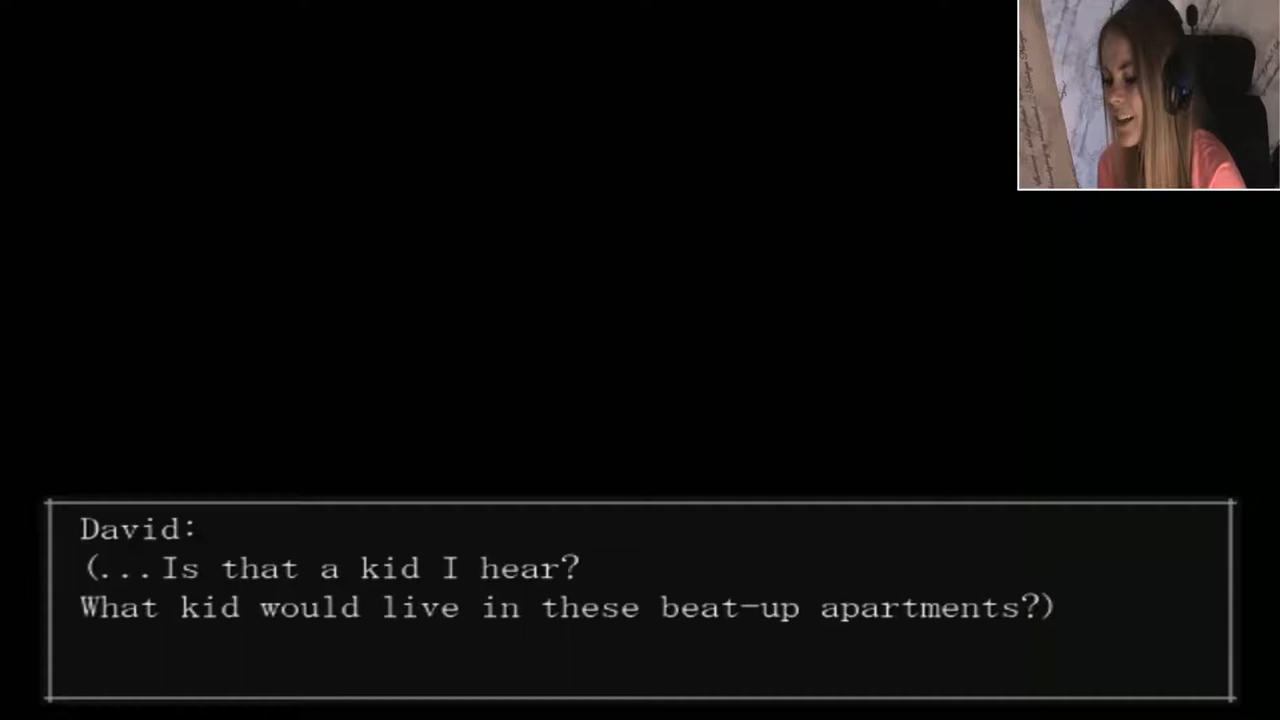 David:
(...Is that a kid I hear?
What kid would live in these beat-up apartments?)